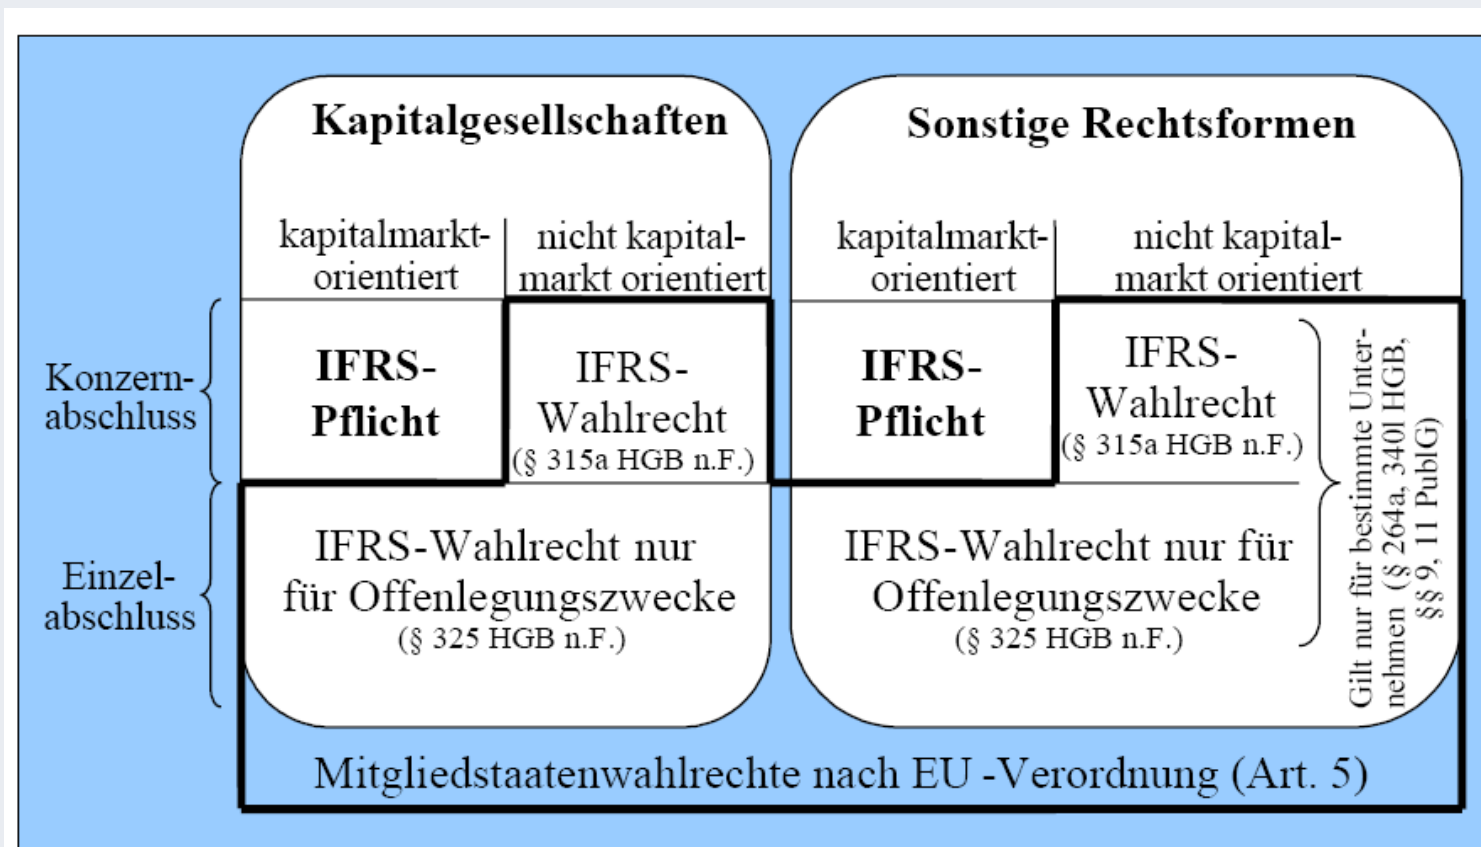 Kapitalgesellschaften
Sonstige Rechtsformen
kapitalmarkt-
orientiert
nicht kapital-
markt orientiert
kapitalmarkt-
orientiert
nicht kapital-
markt orientiert
Konzern-
abschluss
IFRS-
Pflicht
IFRS-
Wahlrecht
(§ 315a HGB n.F.)
IFRS-
Pflicht
IFRS-
Wahlrecht
(§ 315a HGB n.F.)
Einzel-
abschluss
IFRS-Wahlrecht nur
für Offenlegungszwecke
(§ 325 HGB n.F.)
IFRS-Wahlrecht nur für
Offenlegungszwecke
(§ 325 HGB n.F.)
Gilt nur für bestimmte Unter-
nehmen (§ 264a, 340l HGB,
§§ 9, 11 PublG)
Mitgliedstaatenwahlrechte nach EU -Verordnung (Art. 5)